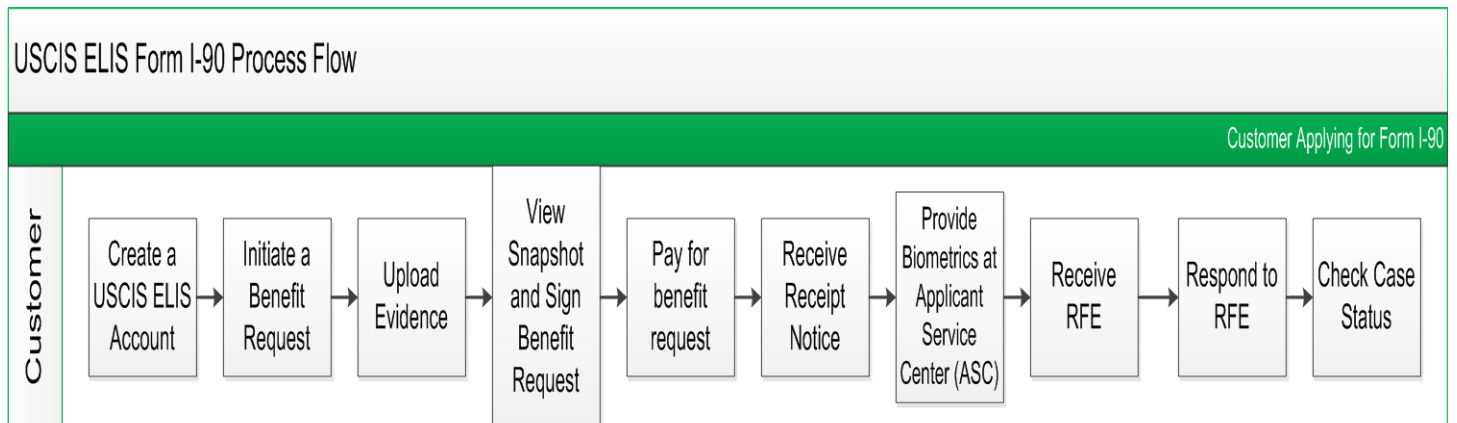 USCIS ELIS Form I-90 Process Flow
Customer Applying for Form I-90
Customer
Create a
USCIS ELIS
Account
Initiate a
Benefit
Request
Upload
Evidence
View
Snapshot
and Sign
Benefit
Request
Pay for
benefit
request
Receive
Receipt
Notice
Provide
Biometrics at
Applicant
Service
Center (ASC)
Receive
RFE
Respond to
RFE
Check Case
Status